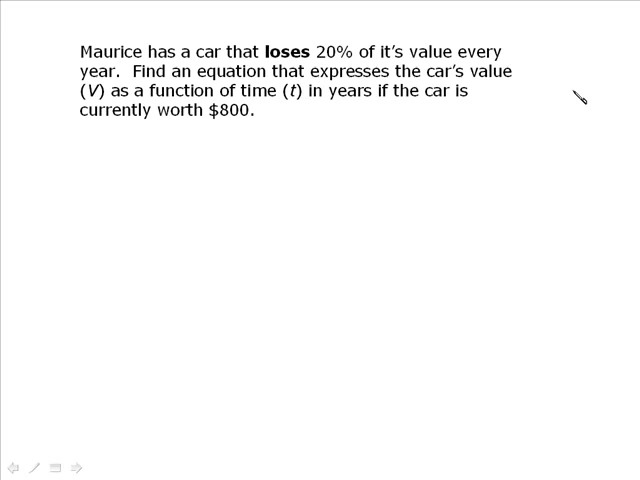 Maurice has a car that loses 20% of it’s value every
year.  Find an equation that expresses the car’s value
(V) as a function of time (t) in years if the car is
currently worth $800.